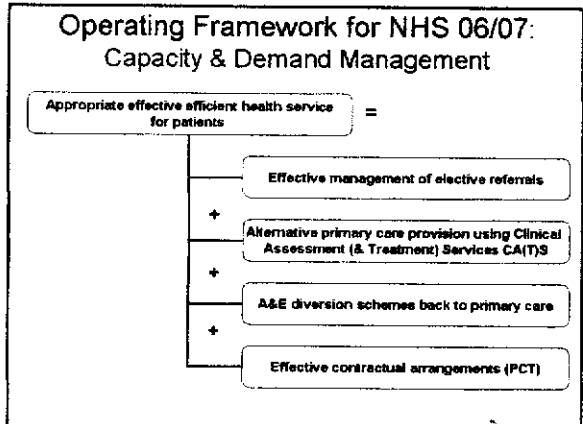 Operating Framework for NHS 06/07:
Capacity & Demand Management
Appropriate effective efficient health service
for patients
=
Effective management of elective referrals
+
Alternative primary care provision using Clinical
Assessment (& Treatment) Services CA(T)S
+
A&E diversion schemes back to primary care
+
Effective contractual arrangements (PCT)